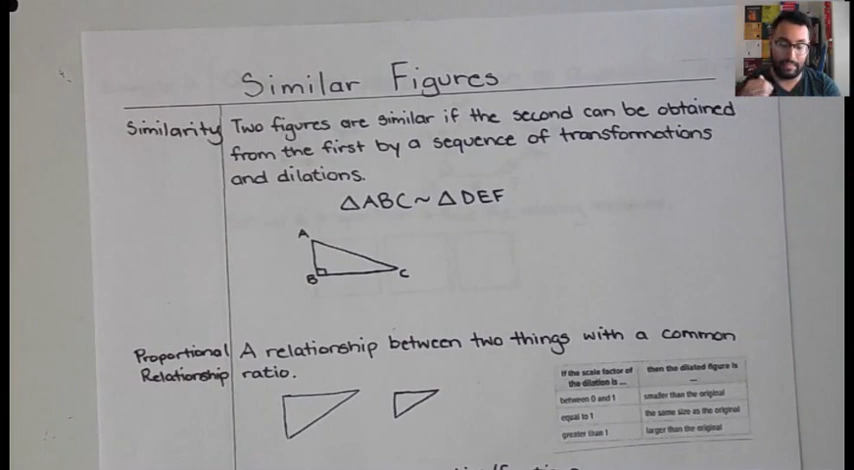 Similar Figures
Similarity
Two figures are similar if the second can be obtained
from the first by a sequence of transformations
and dilations.
△ABC ~ △DEF
A
B
C
Proportional
Relationship
A relationship between two things with a common
ratio.
If the scale factor of
the dilation is ...
then the dilated figure is
...
between 0 and 1
smaller than the original
equal to 1
the same size as the original
greater than 1
larger than the original